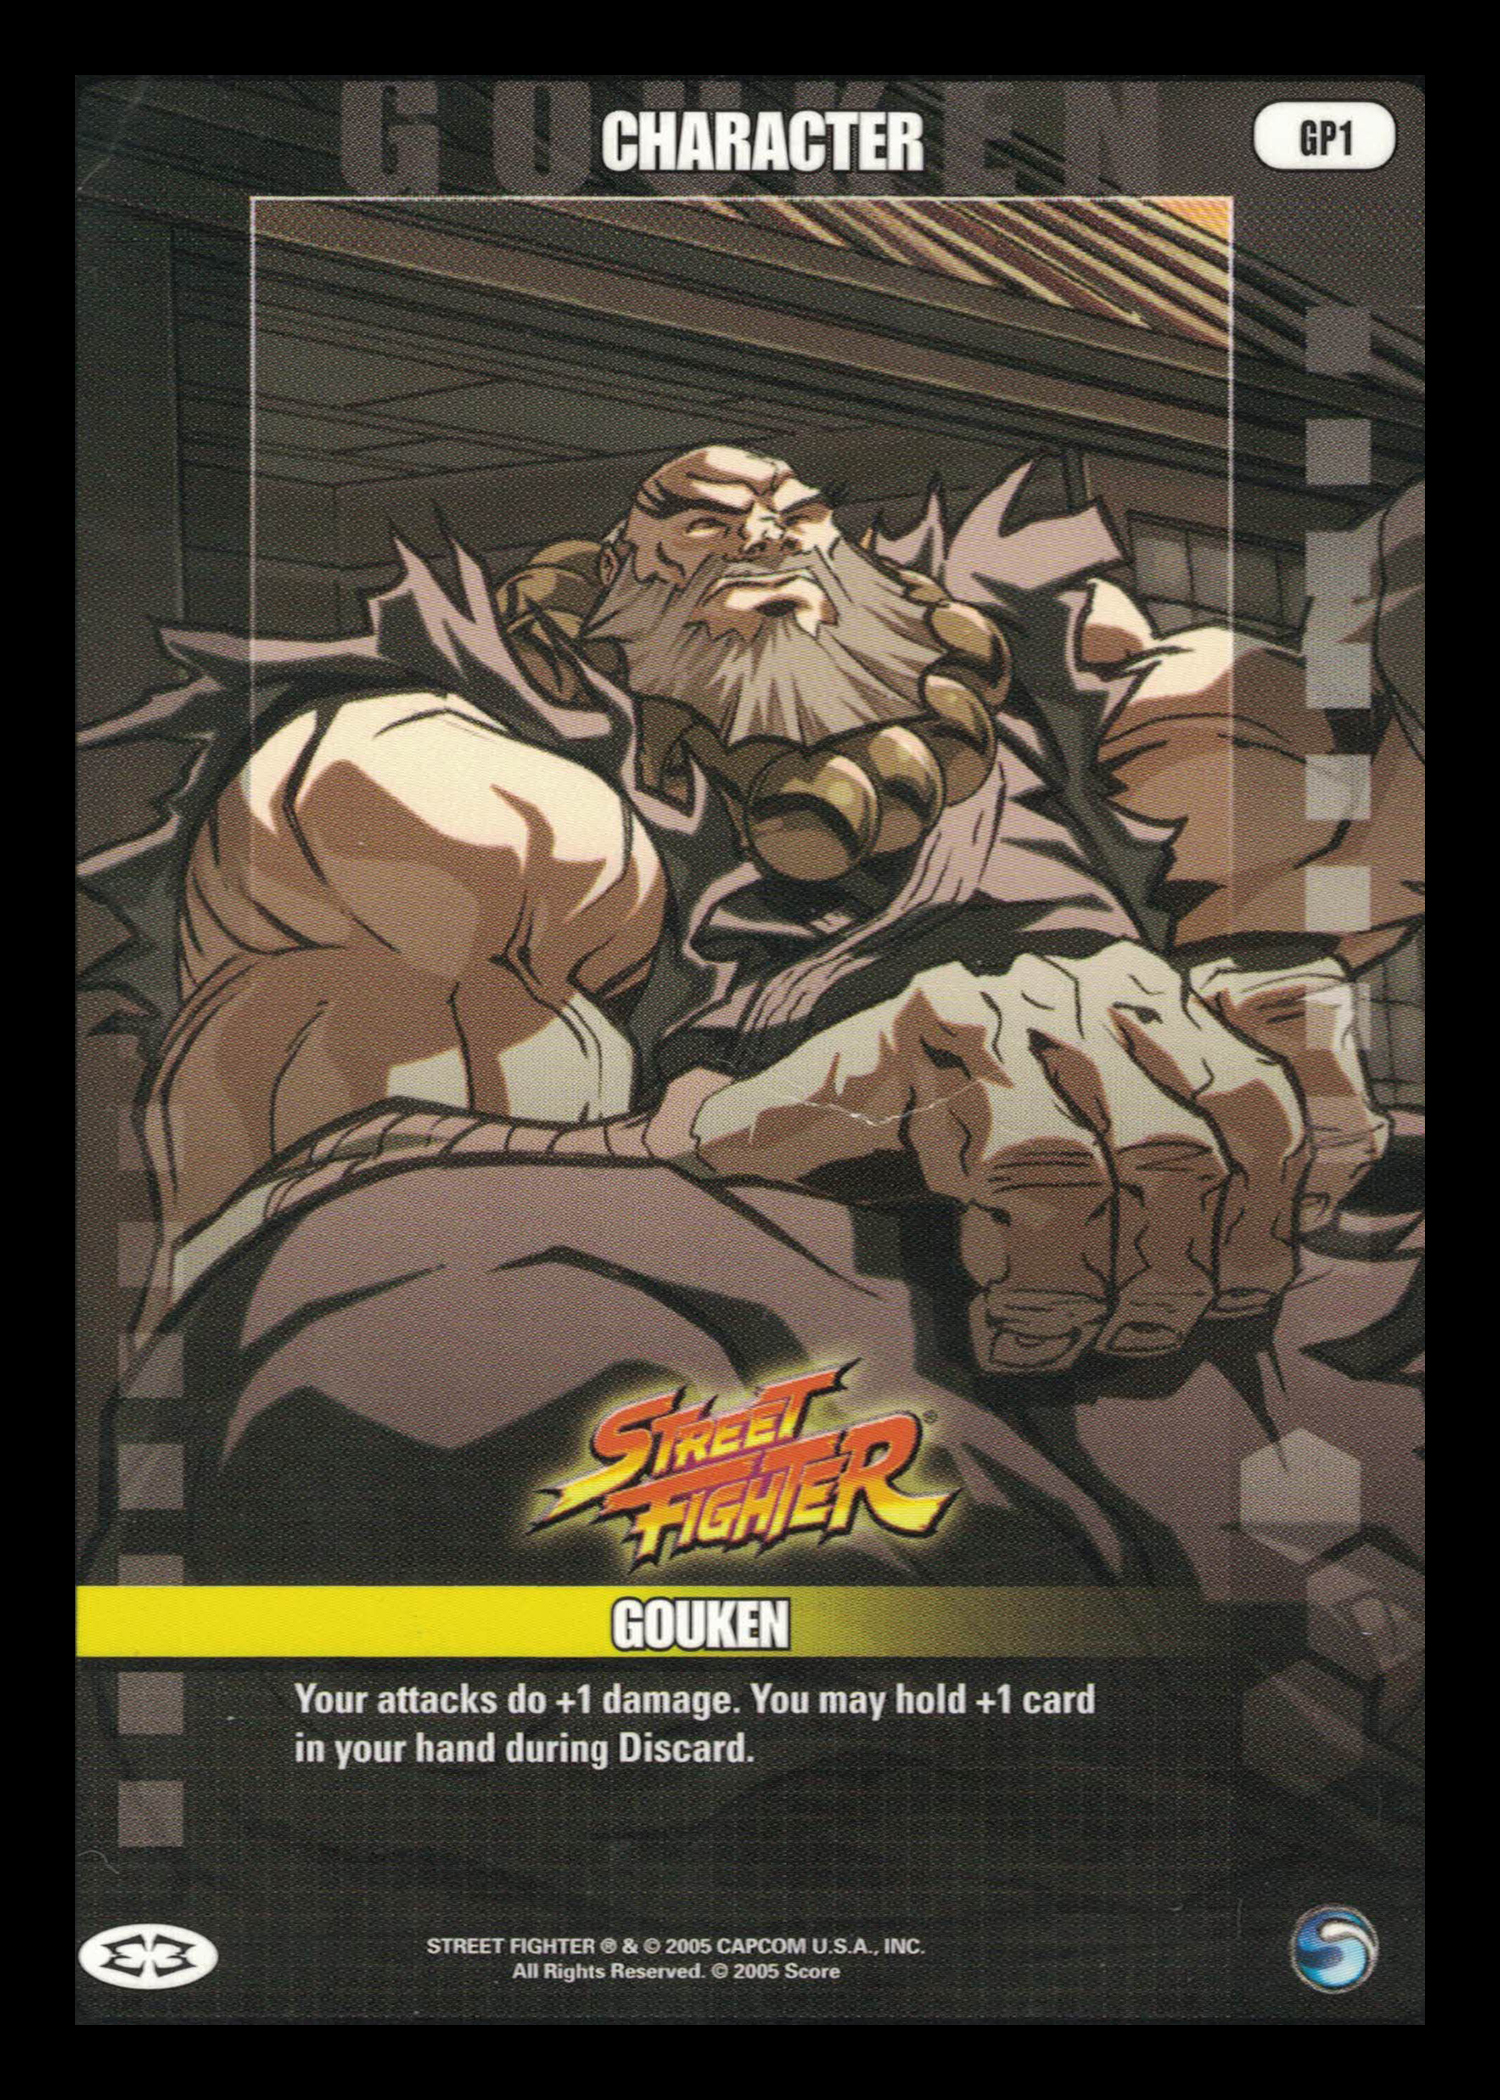 GOUKEN
CHARACTER
GP1
STREET
FIGHTER®
GOUKEN
Your attacks do +1 damage. You may hold +1 card
in your hand during Discard.
STREET FIGHTER ® & © 2005 CAPCOM U.S.A., INC.
All Rights Reserved. © 2005 Score